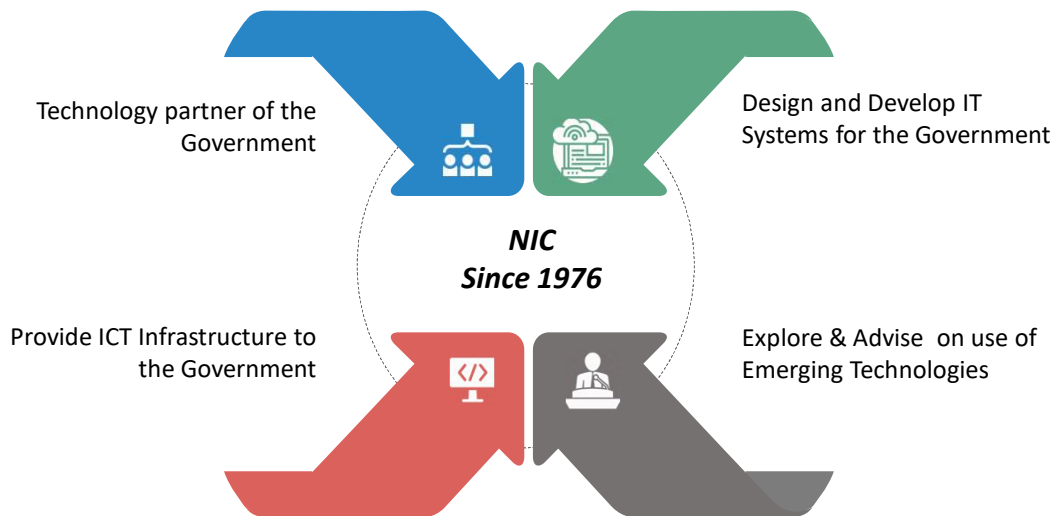 Technology partner of the
Government
Design and Develop IT
Systems for the Government
NIC
Since 1976
Provide ICT Infrastructure to
the Government
Explore & Advise  on use of
Emerging Technologies